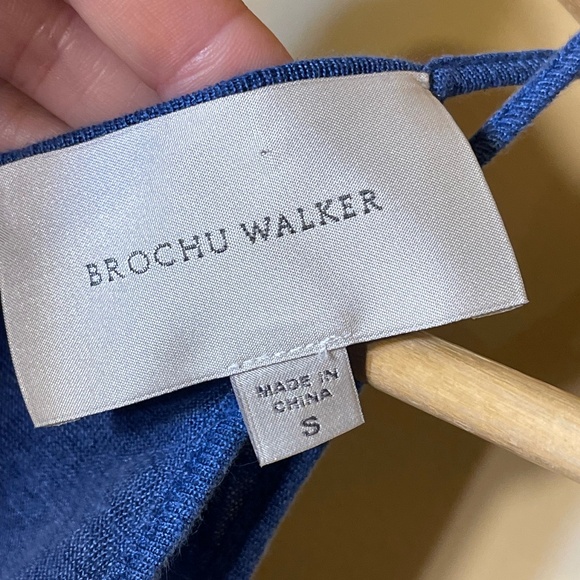 BROCHU WALKER
MADE IN
CHINA
S